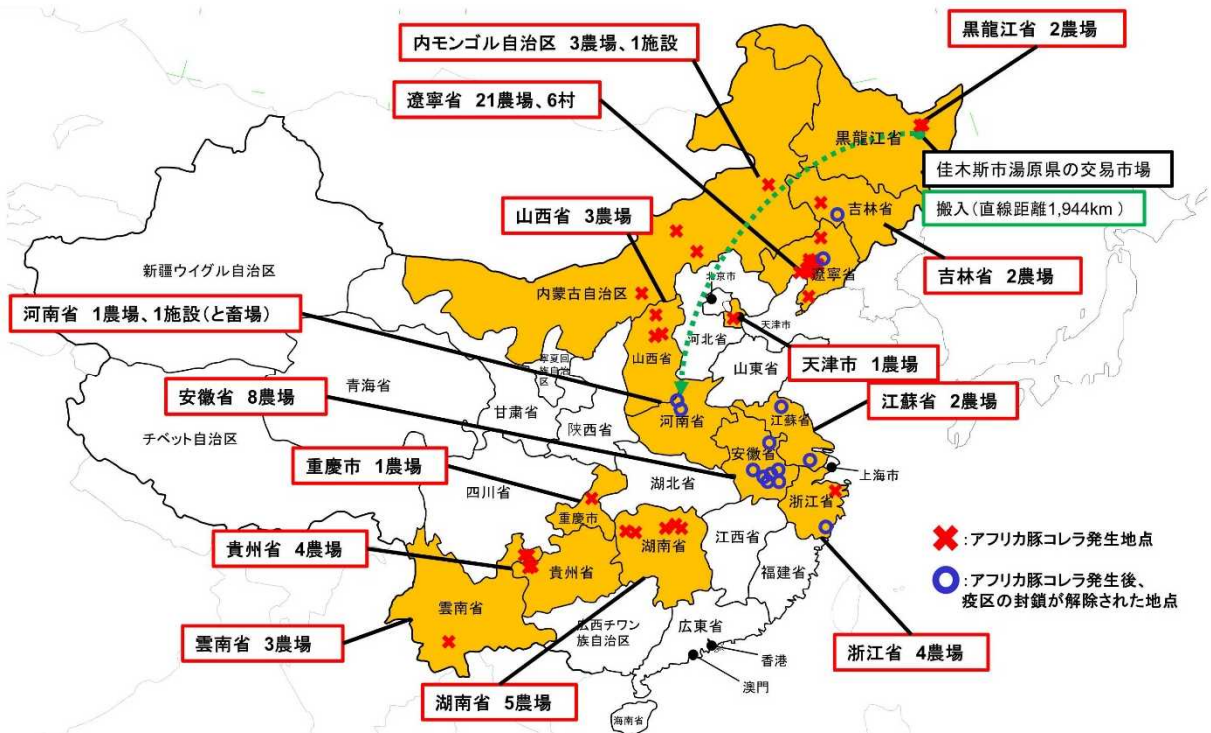 内モンゴル自治区 3農場、1施設
黒龍江省 2農場
遼寧省 21農場、6村
黒龍江省
佳木斯市湯原県の交易市場
搬入(直線距離1,944km )
吉林省
山西省 3農場
吉林省 2農場
新疆ウイグル自治区
遼寧省
北京市
内蒙古自治区
河南省 1農場、1施設(と畜場)
天津市
河北省
山西省
天津市 1農場
寧夏回
族自治
区
山東省
青海省
安徽省 8農場
甘粛省
江蘇省 2農場
江蘇省
河南省
陝西省
チベット自治区
安徽省
重慶市 1農場
上海市
湖北省
四川省
浙江省
重慶市
江西省
湖南省
:アフリカ豚コレラ発生地点
貴州省 4農場
貴州省
福建省
:アフリカ豚コレラ発生後、
疫区の封鎖が解除された地点
雲南省
広西チワン
族自治区
広東省
雲南省 3農場
香港
浙江省 4農場
澳門
湖南省 5農場
海南省